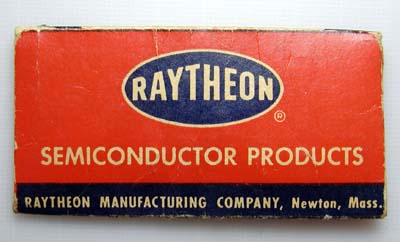 RAYTHEON
®
SEMICONDUCTOR PRODUCTS
RAYTHEON MANUFACTURING COMPANY, Newton, Mass.